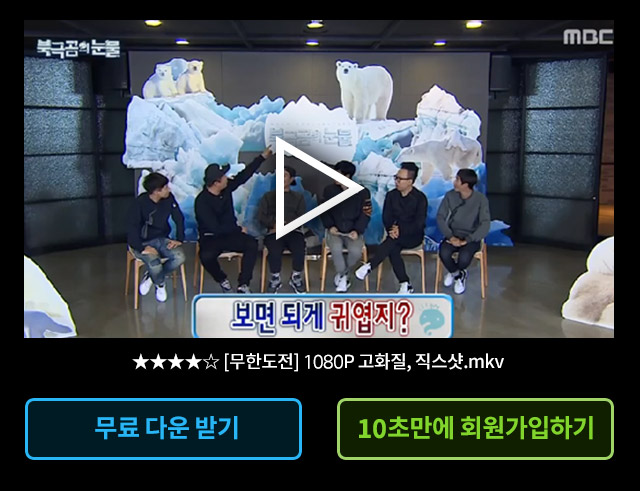 북극곰의 눈물
MBC
북극곰의 눈물
보면 되게 귀엽지?
★★★★☆ [무한도전] 1080P 고화질, 직스샷.mkv
무료 다운 받기
10초만에 회원가입하기